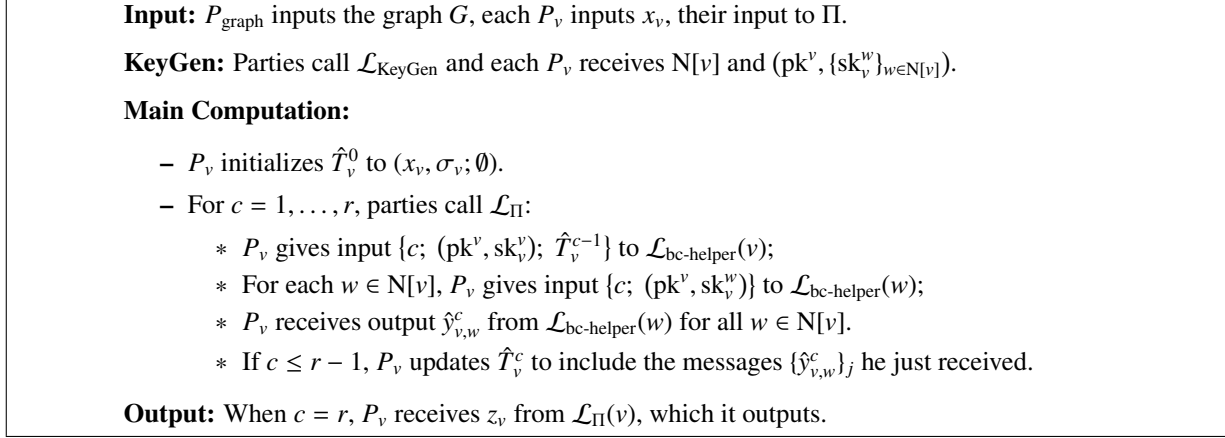 Input: P_graph inputs the graph G, each P_v inputs x_v, their input to Π.
KeyGen: Parties call ℒ_KeyGen and each P_v receives N[v] and (pk^v, {sk_v^w}_{w∈N[v]}).
Main Computation:
– P_v initializes T̂_v^0 to (x_v, σ_v; ∅).
– For c = 1, . . . , r, parties call ℒ_Π:
∗ P_v gives input {c; (pk^v, sk_v^v); T̂_v^{c−1}} to ℒ_bc-helper(v);
∗ For each w ∈ N[v], P_v gives input {c; (pk^v, sk_v^w)} to ℒ_bc-helper(w);
∗ P_v receives output ŷ_{v,w}^c from ℒ_bc-helper(w) for all w ∈ N[v].
∗ If c ≤ r − 1, P_v updates T̂_v^c to include the messages {ŷ_{v,w}^c}_j he just received.
Output: When c = r, P_v receives z_v from ℒ_Π(v), which it outputs.